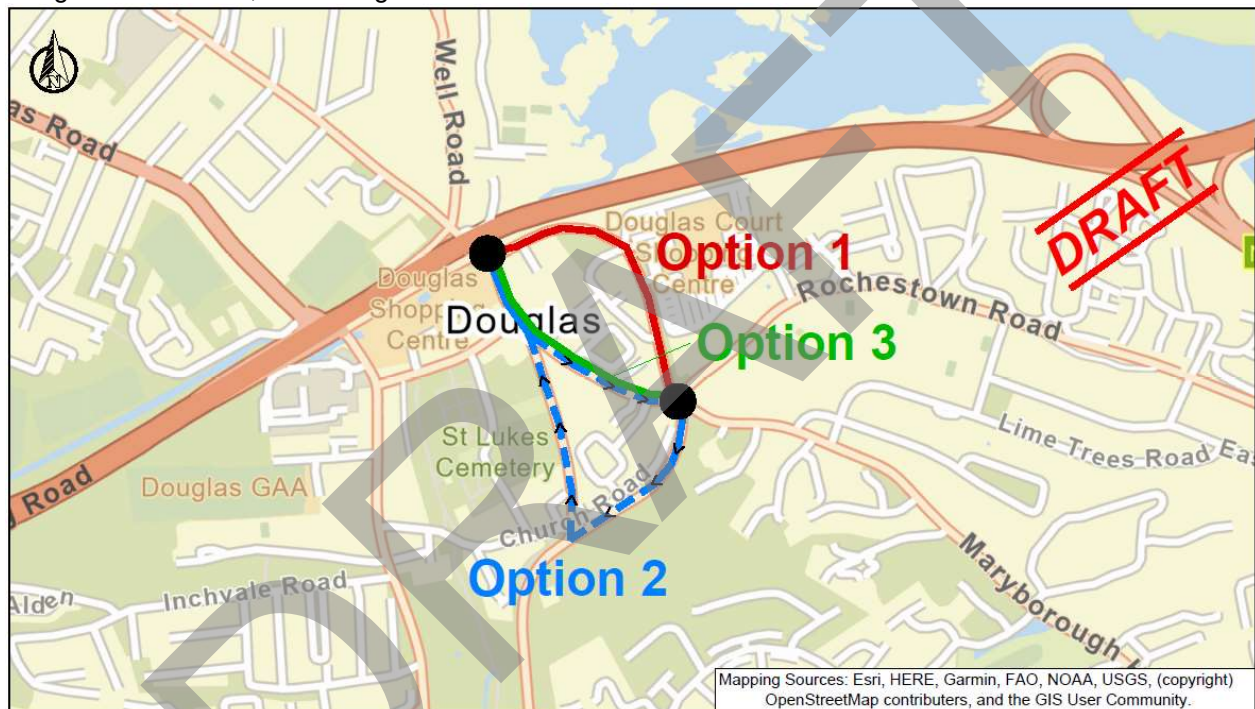 N
as Road
Well Road
DRAFT
Douglas Court
Shopping
Centre
Option 1
Douglas
Shopp
Centre
Douglas
Rochestown Road
Option 3
St Lukes
Cemetery
Lime Trees Road Eas
g Road
Douglas GAA
Church Road
Option 2
Inchvale Road
Alden
Maryborough
DRAFT
Mapping Sources: Esri, HERE, Garmin, FAO, NOAA, USGS, (copyright)
OpenStreetMap contributers, and the GIS User Community.